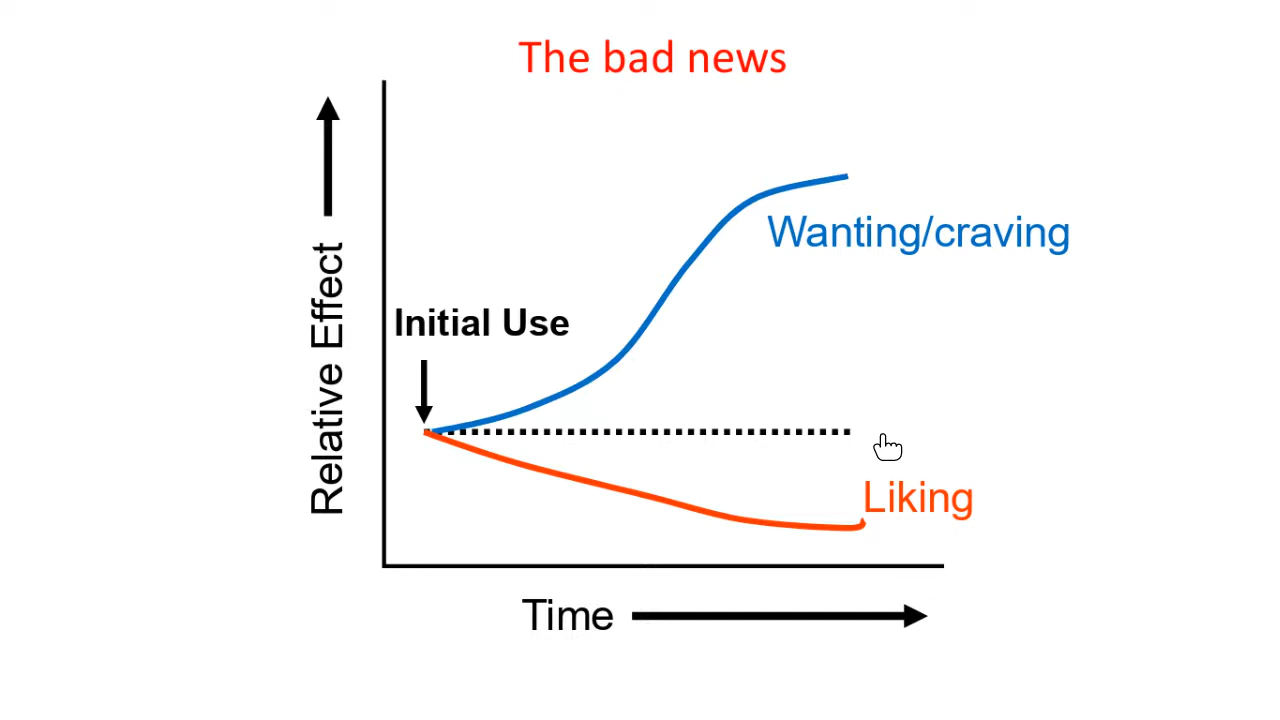 The bad news
Wanting/craving
Initial Use
Relative Effect
Liking
Time